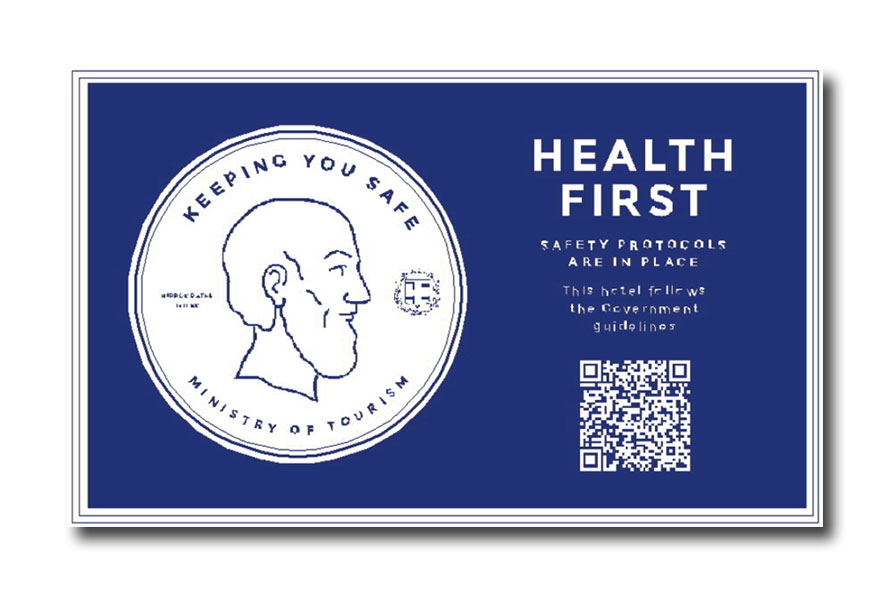 KEEPING YOU SAFE
MINISTRY OF TOURISM
HEALTH
FIRST
SAFETY PROTOCOLS
ARE IN PLACE
This hotel follows
the Government
guidelines